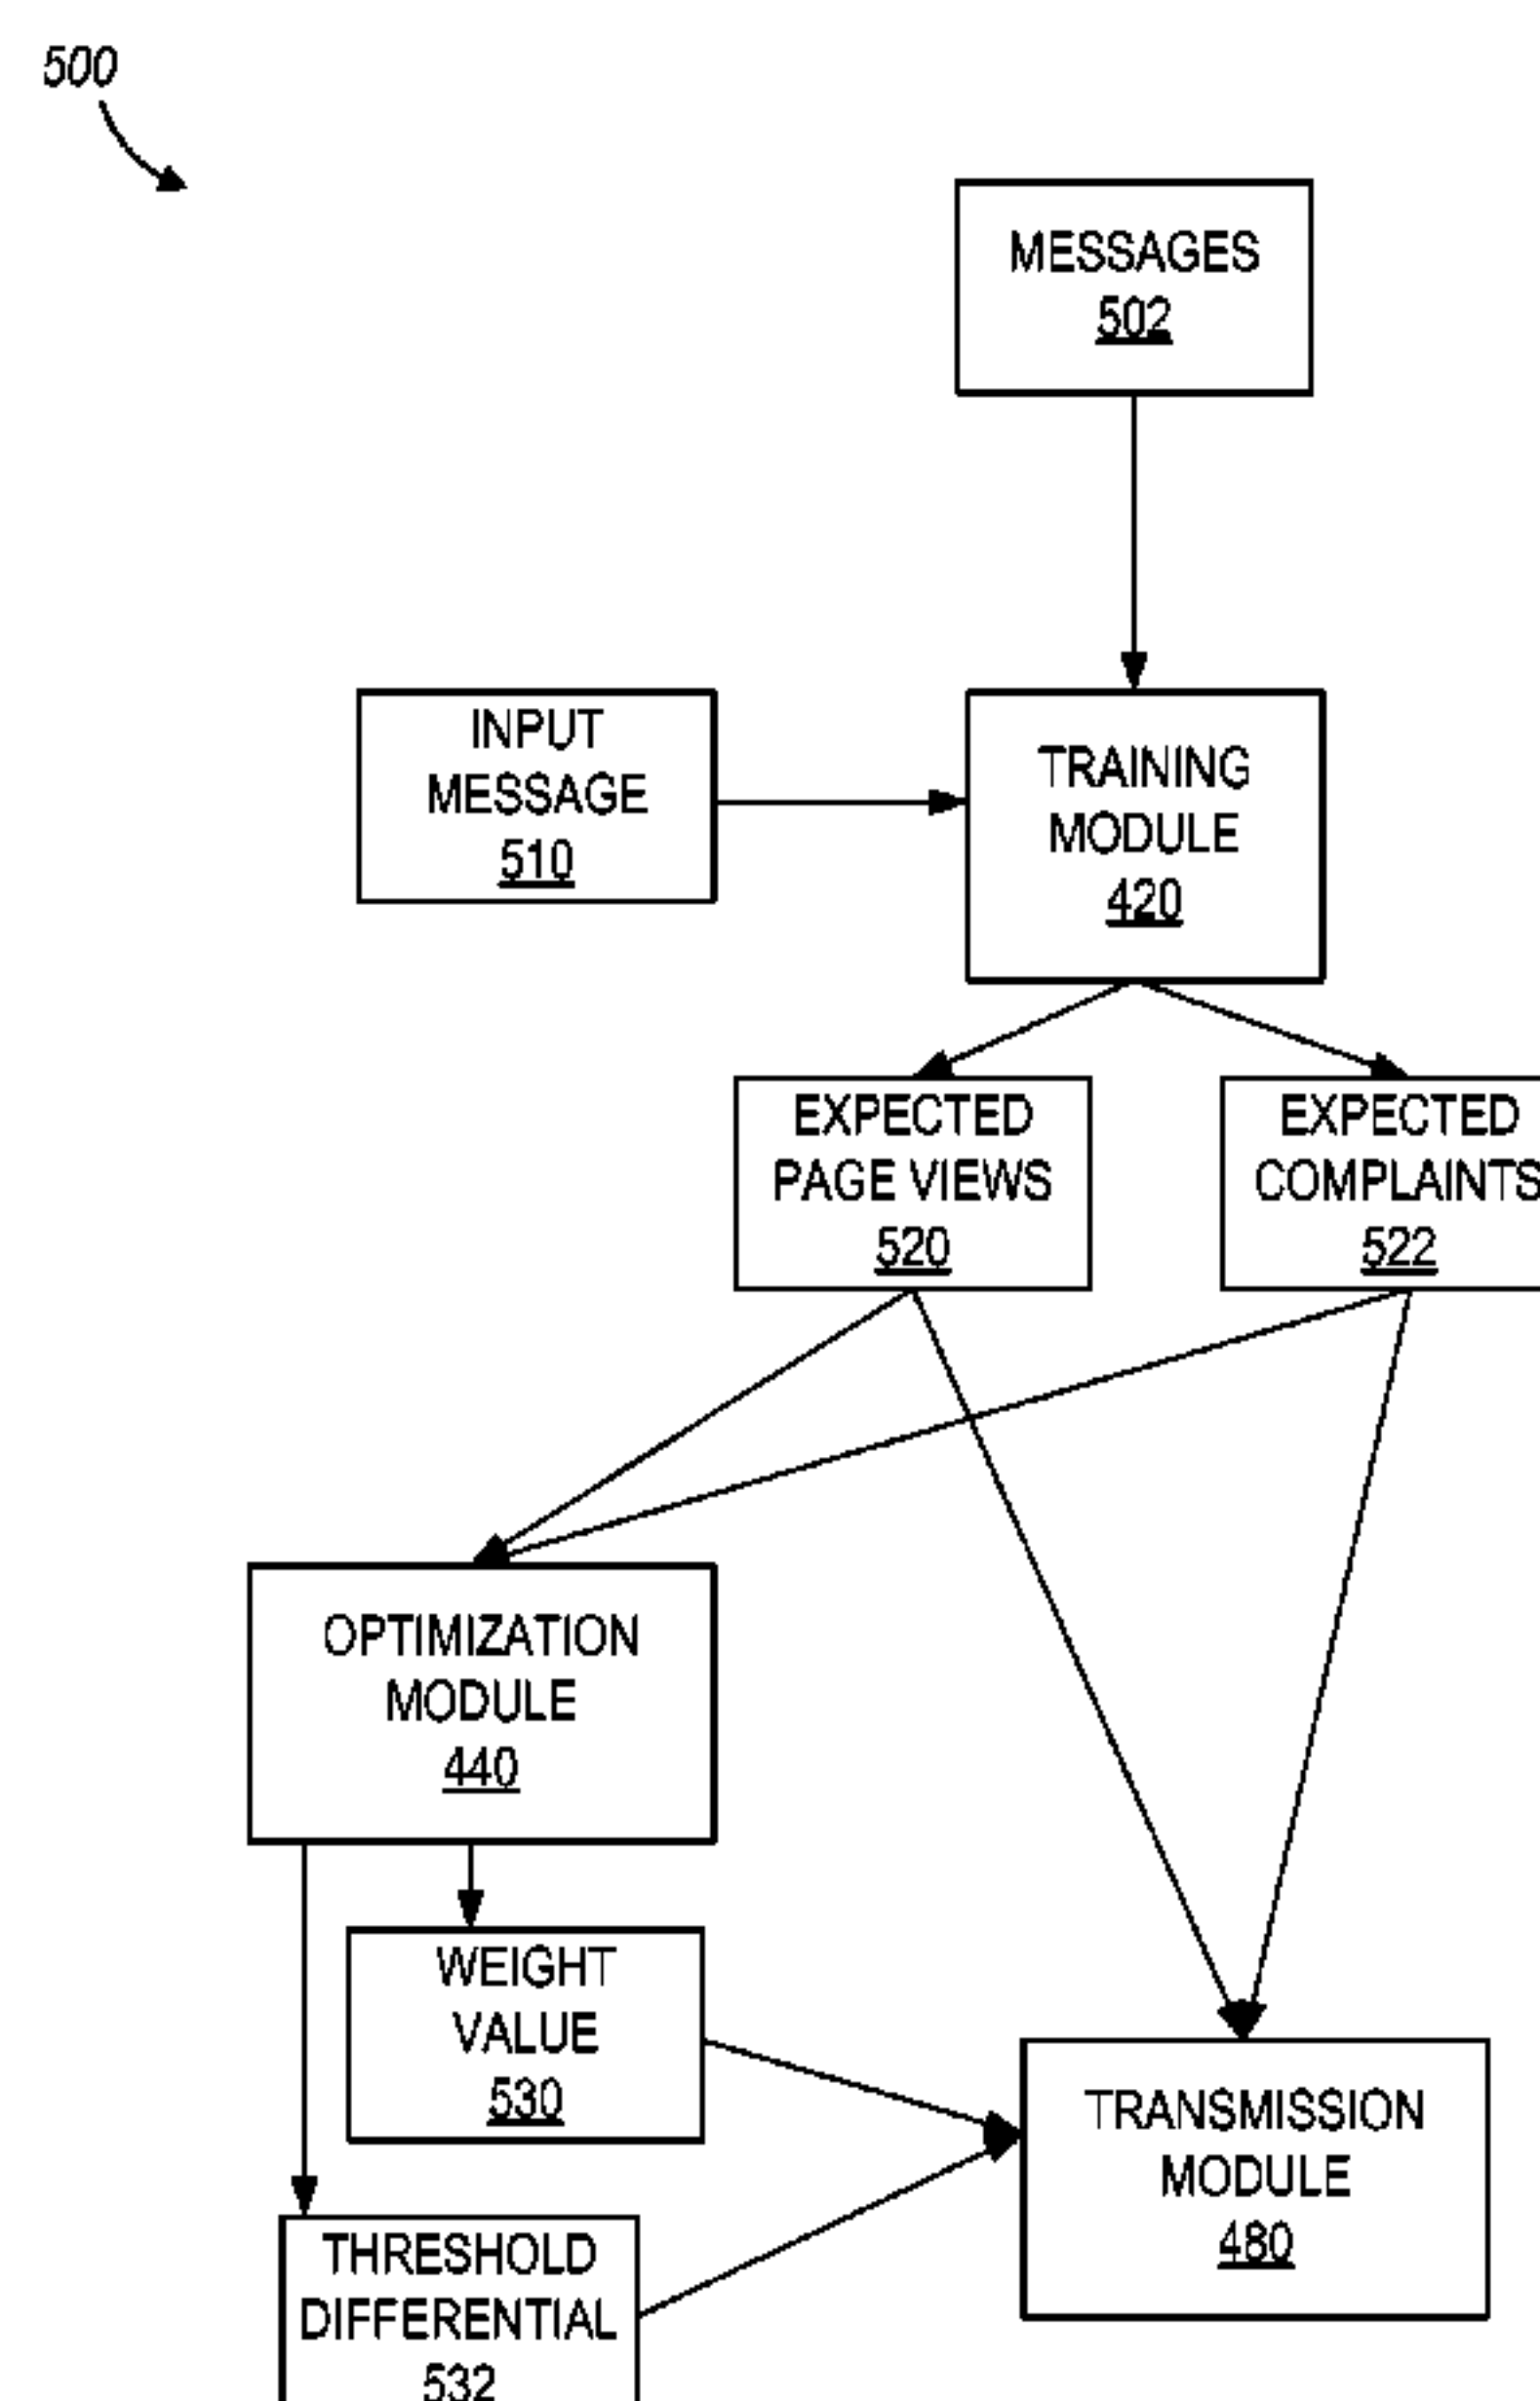 500
MESSAGES
502
INPUT
MESSAGE
510
TRAINING
MODULE
420
EXPECTED
PAGE VIEWS
520
EXPECTED
COMPLAINTS
522
OPTIMIZATION
MODULE
440
WEIGHT
VALUE
530
TRANSMISSION
MODULE
480
THRESHOLD
DIFFERENTIAL
532